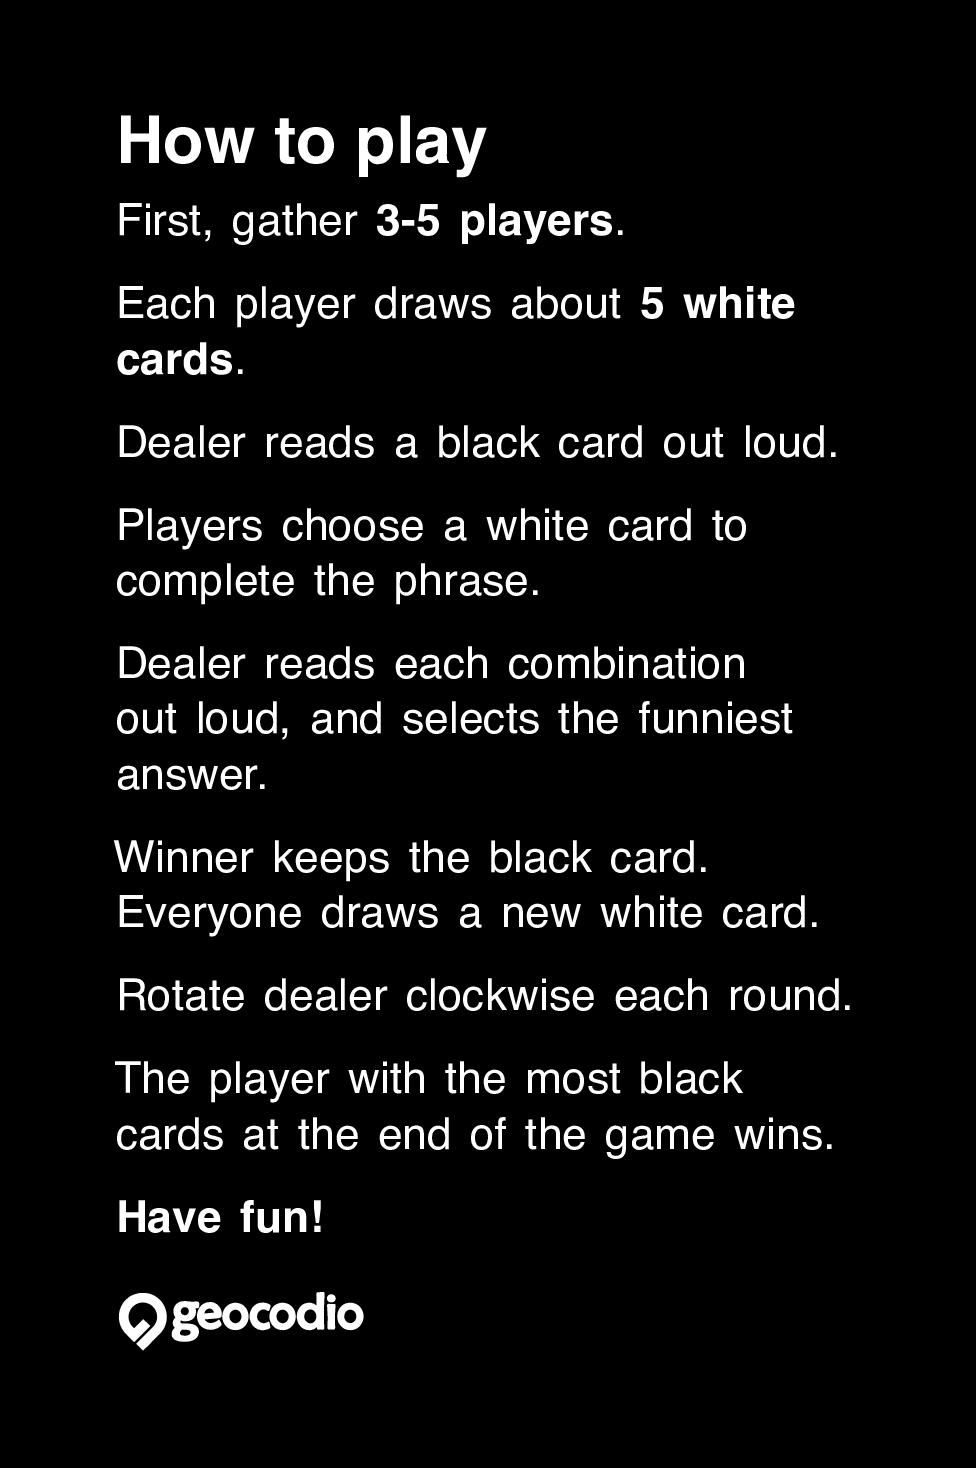 How to play
First, gather 3-5 players.
Each player draws about 5 white
cards.
Dealer reads a black card out loud.
Players choose a white card to
complete the phrase.
Dealer reads each combination
out loud, and selects the funniest
answer.
Winner keeps the black card.
Everyone draws a new white card.
Rotate dealer clockwise each round.
The player with the most black
cards at the end of the game wins.
Have fun!
geocodio